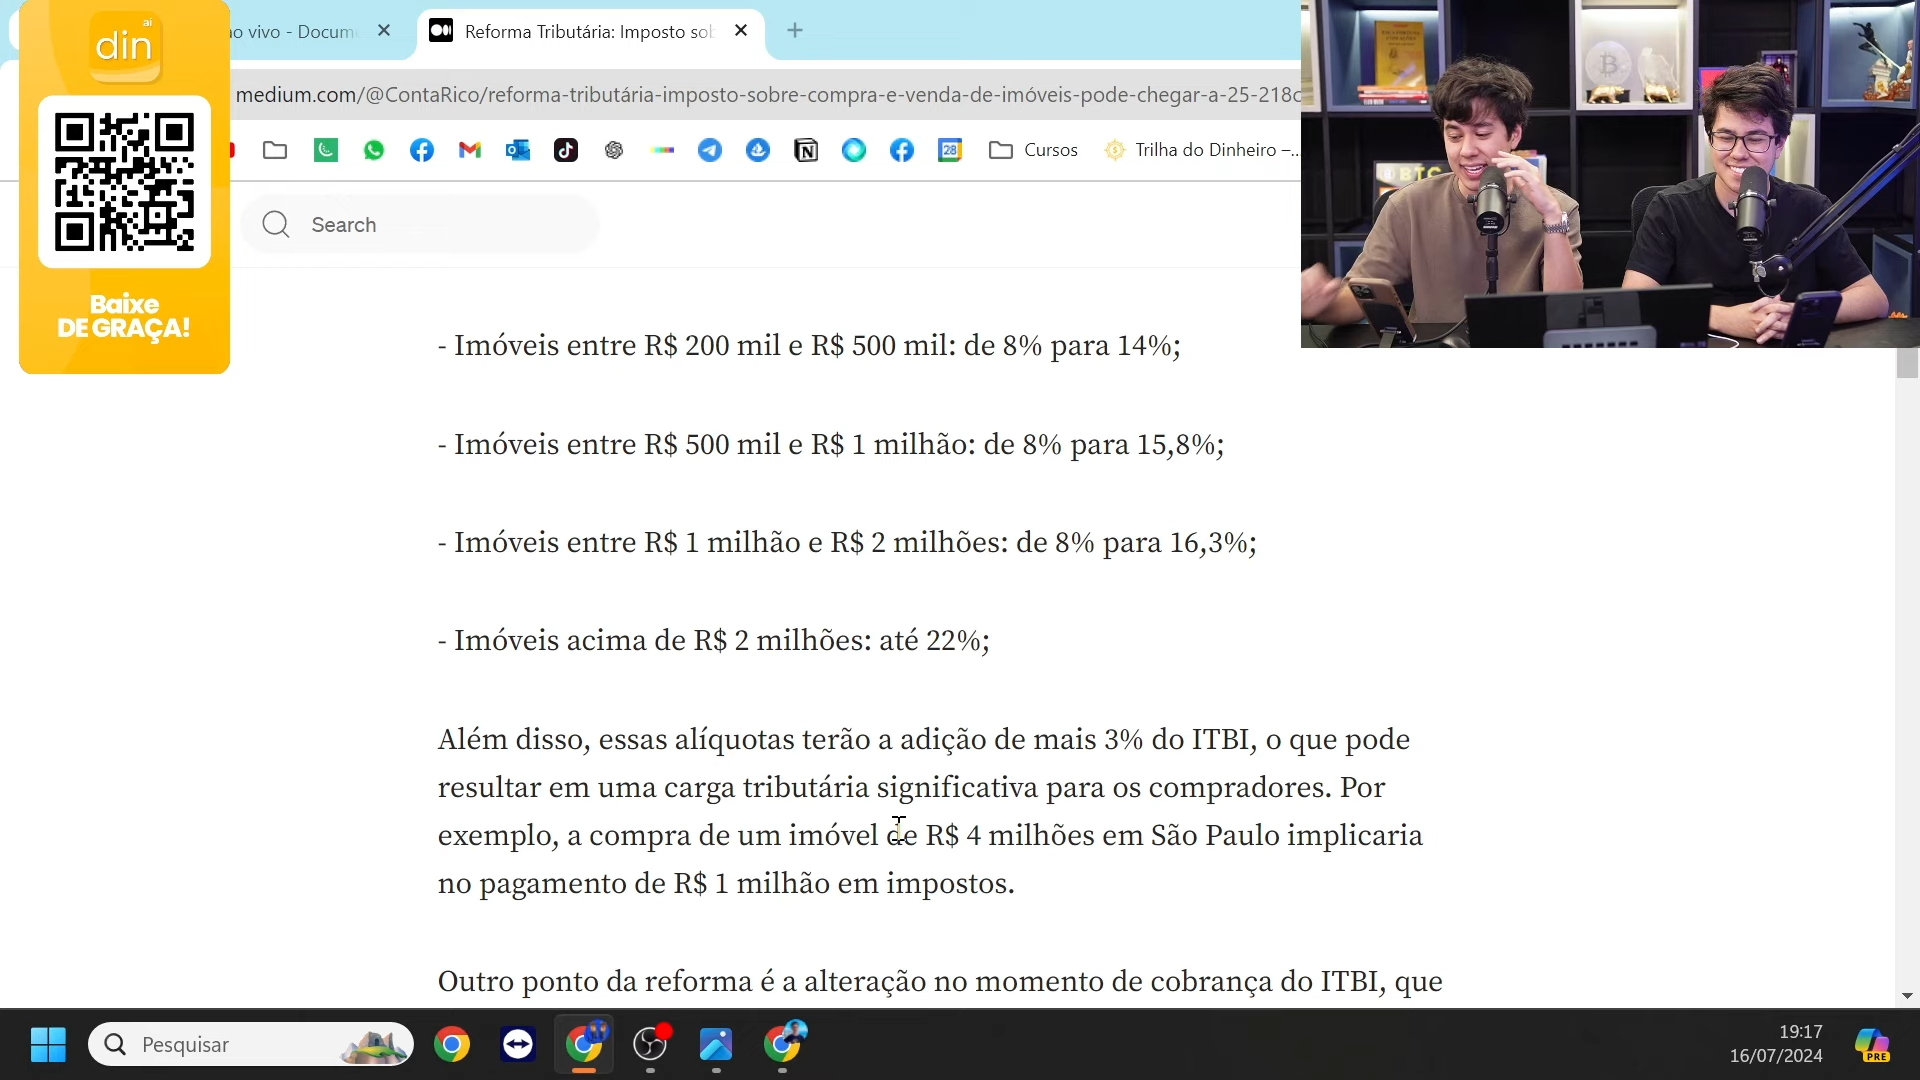 din
ai
Baixe
DE GRAÇA!
ao vivo - Docum
Reforma Tributária: Imposto sob
medium.com/@ContaRico/reforma-tributária-imposto-sobre-compra-e-venda-de-imóveis-pode-chegar-a-25-218c
28
Cursos
Trilha do Dinheiro –...
Search
BTC
- Imóveis entre R$ 200 mil e R$ 500 mil: de 8% para 14%;
- Imóveis entre R$ 500 mil e R$ 1 milhão: de 8% para 15,8%;
- Imóveis entre R$ 1 milhão e R$ 2 milhões: de 8% para 16,3%;
- Imóveis acima de R$ 2 milhões: até 22%;
Além disso, essas alíquotas terão a adição de mais 3% do ITBI, o que pode
resultar em uma carga tributária significativa para os compradores. Por
exemplo, a compra de um imóvel de R$ 4 milhões em São Paulo implicaria
no pagamento de R$ 1 milhão em impostos.
Outro ponto da reforma é a alteração no momento de cobrança do ITBI, que
Pesquisar
19:17
16/07/2024
PRE